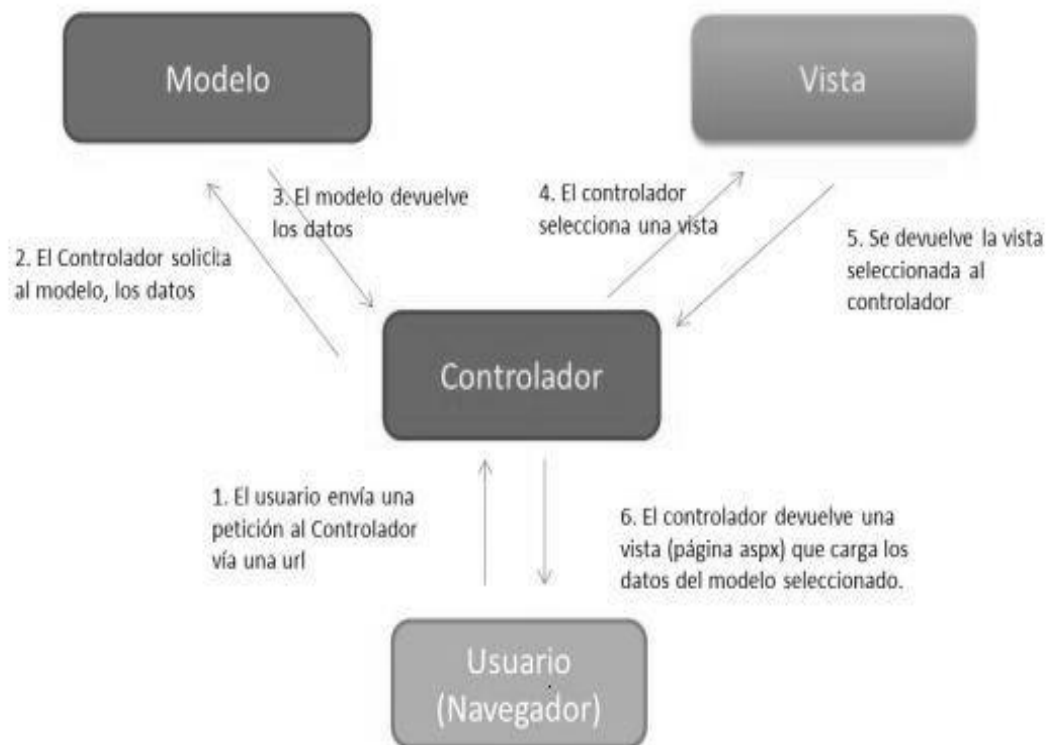 Modelo
Vista
3. El modelo devuelve
los datos
4. El controlador
selecciona una vista
2. El Controlador solicita
al modelo, los datos
5. Se devuelve la vista
seleccionada al
controlador
Controlador
1. El usuario envía una
petición al Controlador
vía una url
6. El controlador devuelve una
vista (página aspx) que carga los
datos del modelo seleccionado.
Usuario
(Navegador)